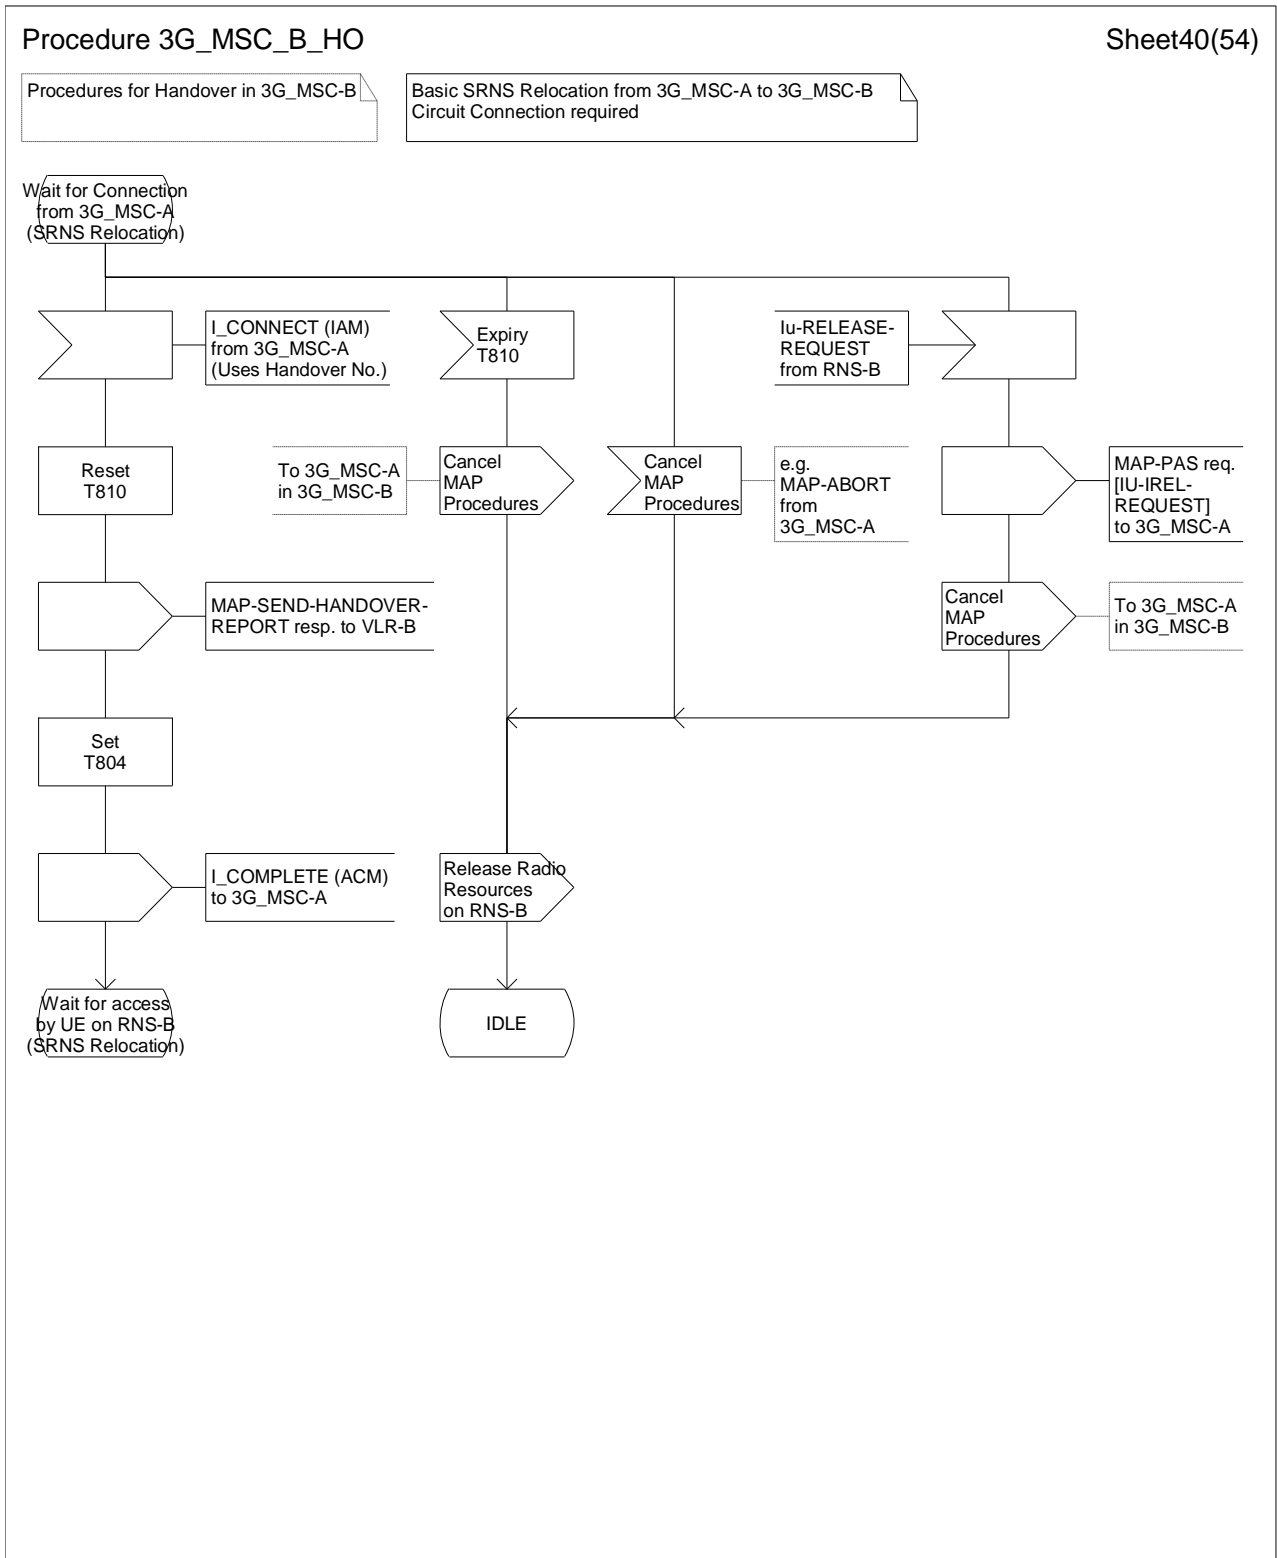 Procedure 3G_MSC_B_HO
Sheet40(54)
Procedures for Handover in 3G_MSC-B
Basic SRNS Relocation from 3G_MSC-A to 3G_MSC-B
Circuit Connection required
Wait for Connection
from 3G_MSC-A
(SRNS Relocation)
I_CONNECT (IAM)
from 3G_MSC-A
(Uses Handover No.)
Expiry
T810
Iu-RELEASE-
REQUEST
from RNS-B
Reset
T810
To 3G_MSC-A
in 3G_MSC-B
Cancel
MAP
Procedures
Cancel
MAP
Procedures
e.g.
MAP-ABORT
from
3G_MSC-A
MAP-PAS req.
[IU-IREL-
REQUEST]
to 3G_MSC-A
MAP-SEND-HANDOVER-
REPORT resp. to VLR-B
Cancel
MAP
Procedures
To 3G_MSC-A
in 3G_MSC-B
Set
T804
I_COMPLETE (ACM)
to 3G_MSC-A
Release Radio
Resources
on RNS-B
Wait for access
by UE on RNS-B
(SRNS Relocation)
IDLE